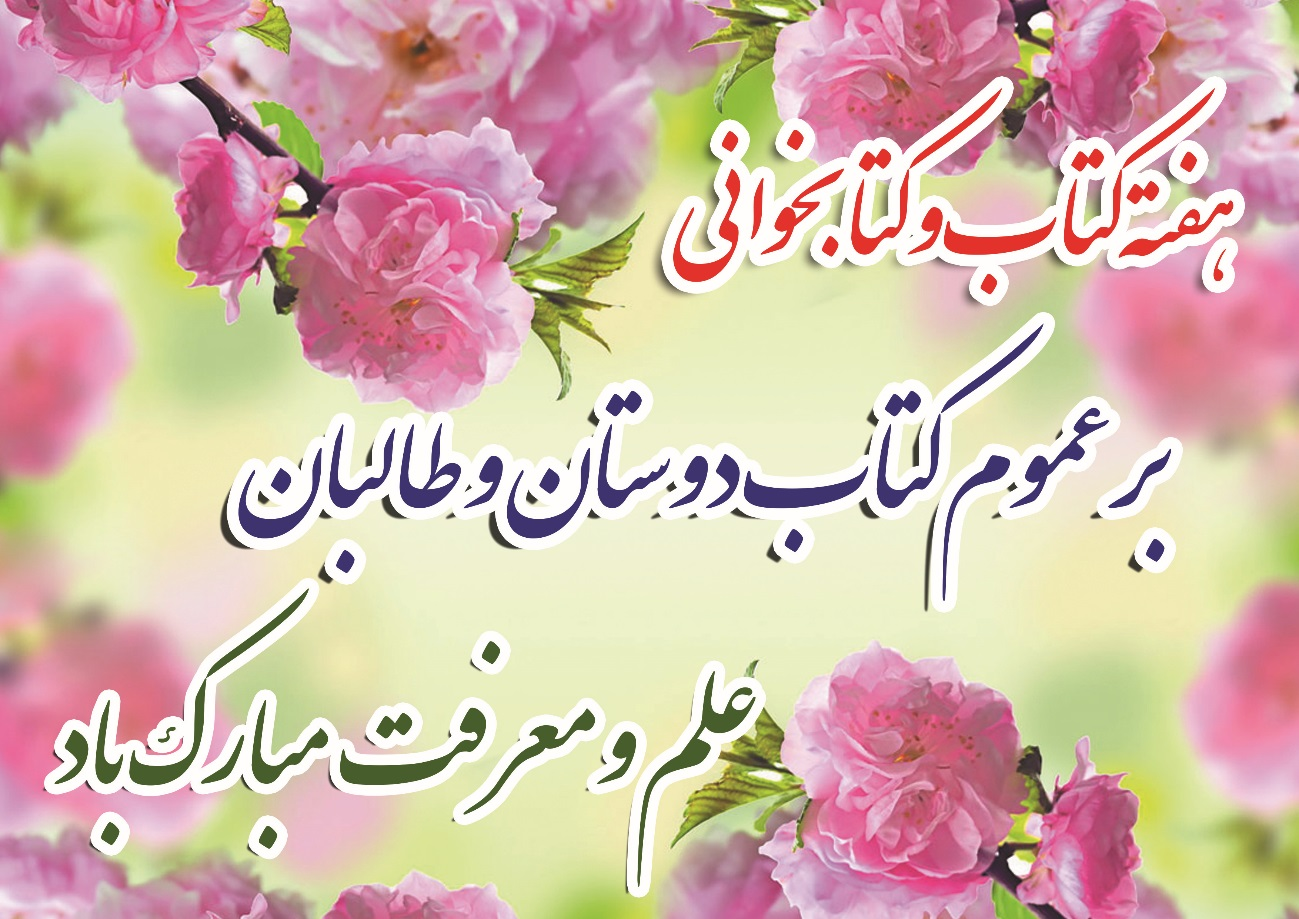 هفته کتاب و کتابخوانی
بر عموم کتاب دوستان و طالبان
علم و معرفت مبارک باد